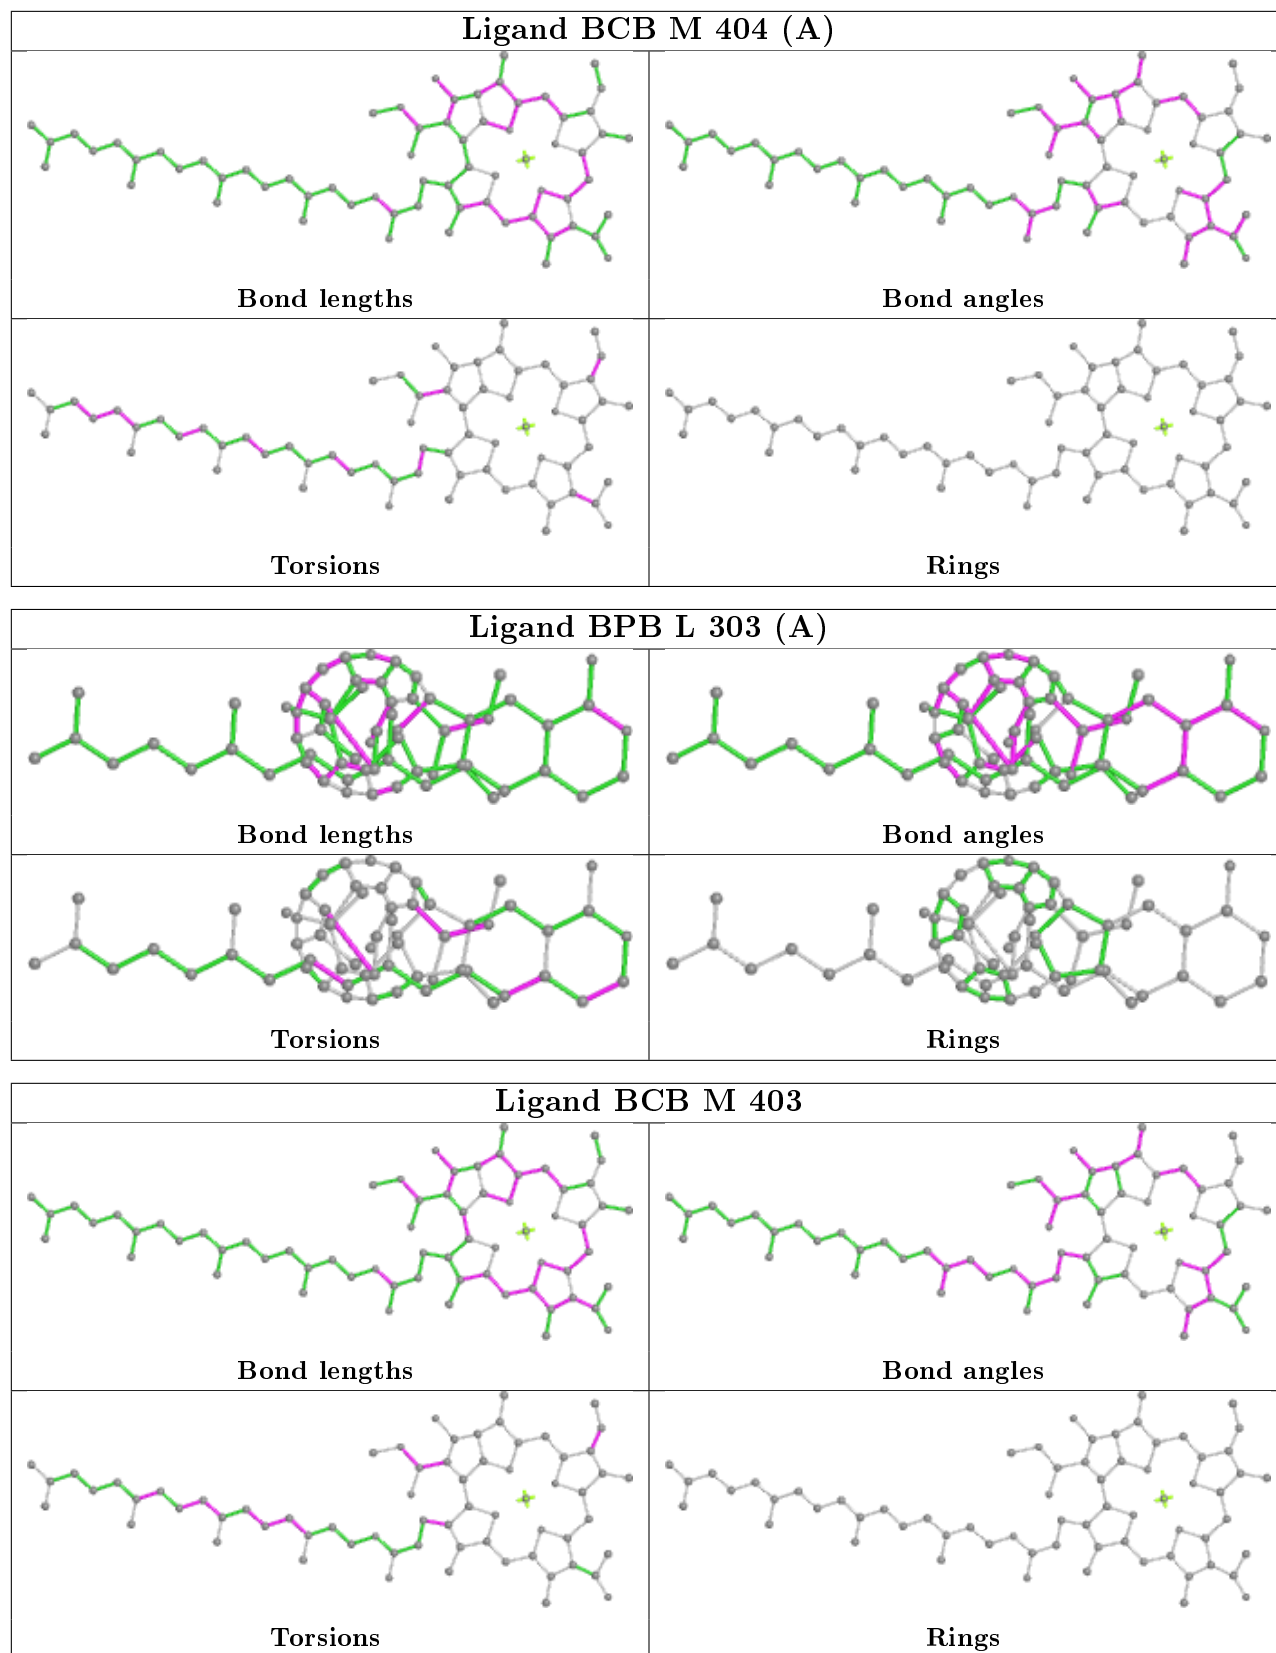 Ligand BCB M 404 (A)
Bond lengths
Bond angles
Torsions
Rings
Ligand BPB L 303 (A)
Bond lengths
Bond angles
Torsions
Rings
Ligand BCB M 403
Bond lengths
Bond angles
Torsions
Rings